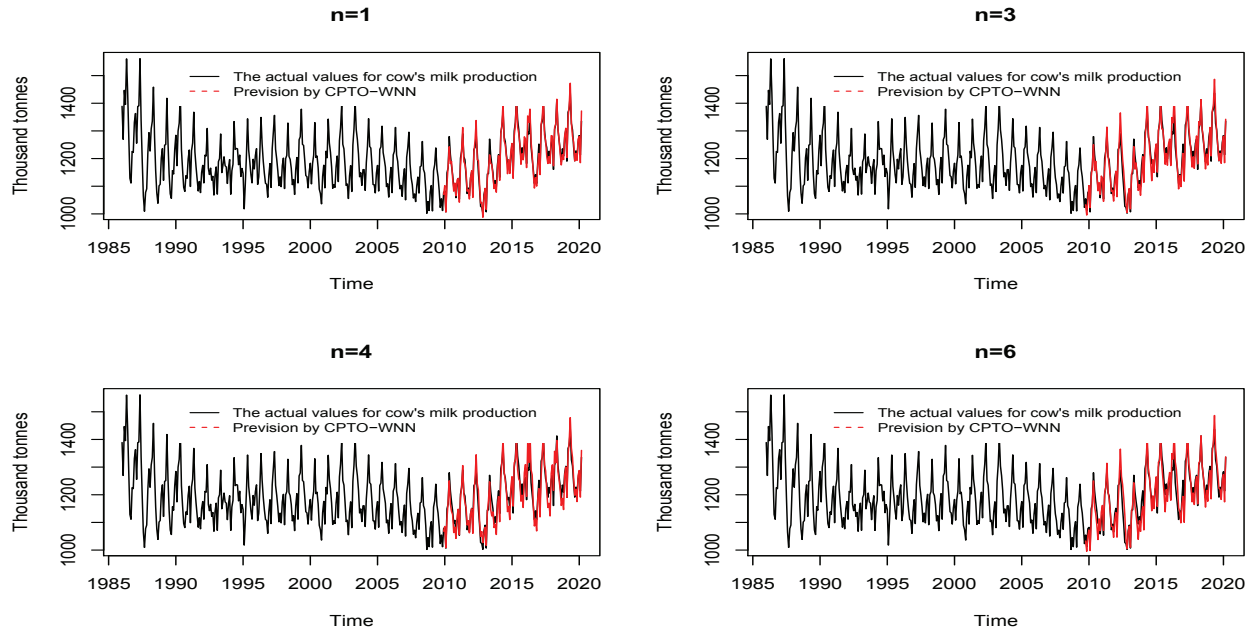 n=1
Thousand tonnes
1400
1200
1000
The actual values for cow's milk production
Prevision by CPTO−WNN
1985 1990 1995 2000 2005 2010 2015 2020
Time
n=3
Thousand tonnes
1400
1200
1000
The actual values for cow's milk production
Prevision by CPTO−WNN
1985 1990 1995 2000 2005 2010 2015 2020
Time
n=4
Thousand tonnes
1400
1200
1000
The actual values for cow's milk production
Prevision by CPTO−WNN
1985 1990 1995 2000 2005 2010 2015 2020
Time
n=6
Thousand tonnes
1400
1200
1000
The actual values for cow's milk production
Prevision by CPTO−WNN
1985 1990 1995 2000 2005 2010 2015 2020
Time